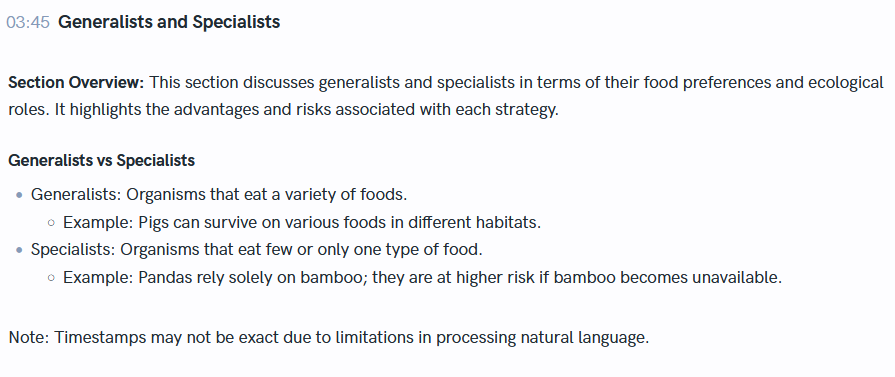 03:45 Generalists and Specialists
Section Overview: This section discusses generalists and specialists in terms of their food preferences and ecological
roles. It highlights the advantages and risks associated with each strategy.
Generalists vs Specialists
• Generalists: Organisms that eat a variety of foods.
○ Example: Pigs can survive on various foods in different habitats.
• Specialists: Organisms that eat few or only one type of food.
○ Example: Pandas rely solely on bamboo; they are at higher risk if bamboo becomes unavailable.
Note: Timestamps may not be exact due to limitations in processing natural language.